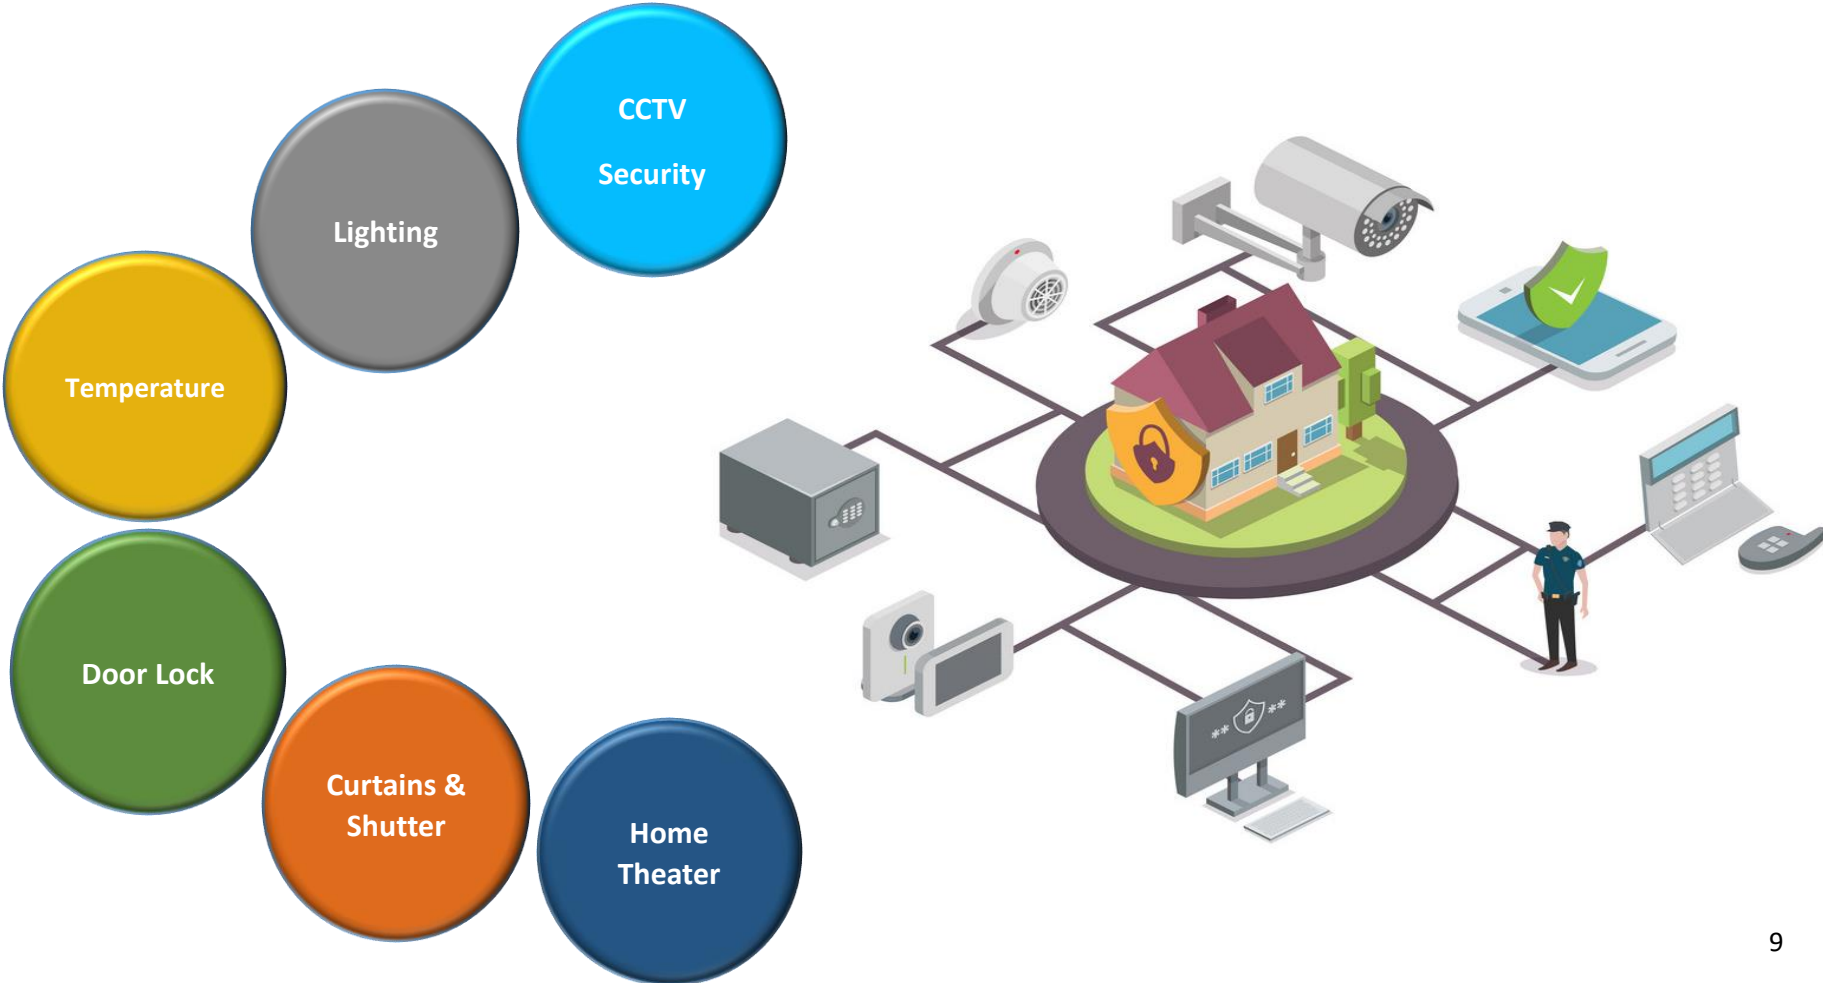 CCTV
Security
Lighting
Temperature
Door Lock
Curtains &
Shutter
Home
Theater
** **
9